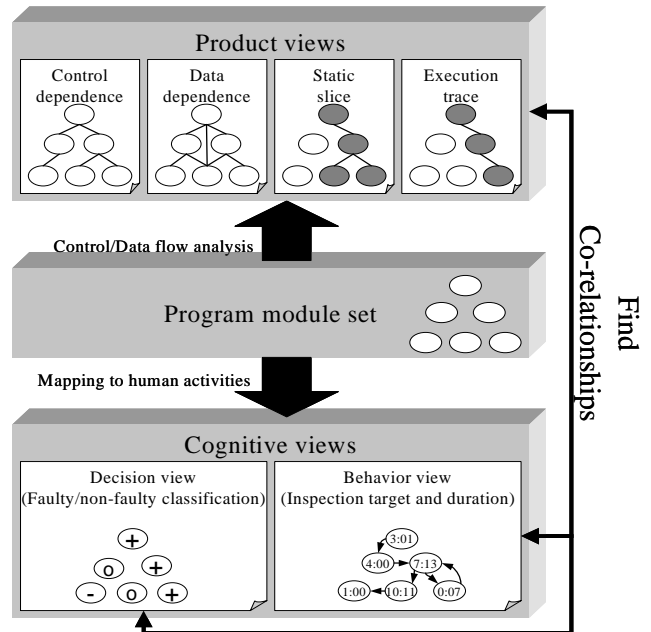 Product views
Control
dependence
Data
dependence
Static
slice
Execution
trace
Control/Data flow analysis
Program module set
Mapping to human activities
Find
Co-relationships
Cognitive views
Decision view
(Faulty/non-faulty classification)
+
o
+
-
o
+
Behavior view
(Inspection target and duration)
3:01
4:00
7:13
1:00
10:11
0:07